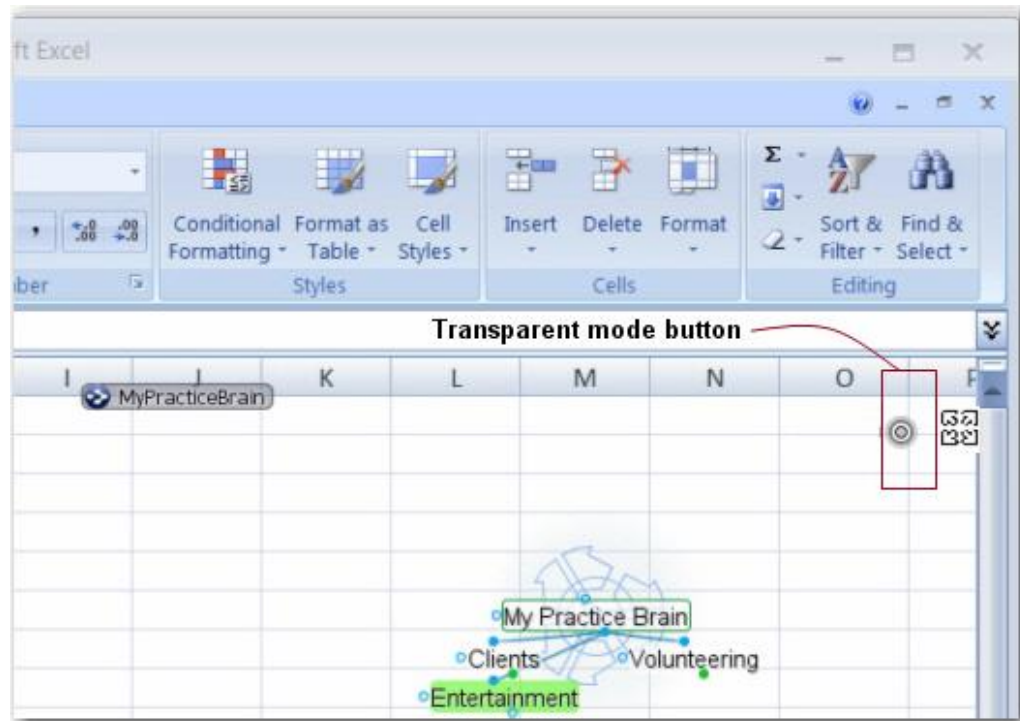 ft Excel
Σ
Conditional Format as Cell Insert Delete Format Sort & Find &
Formatting Table Styles Filter Select
ber Styles Cells Editing
Transparent mode button
I J K L M N O P
MyPracticeBrain
My Practice Brain
Clients Volunteering
Entertainment